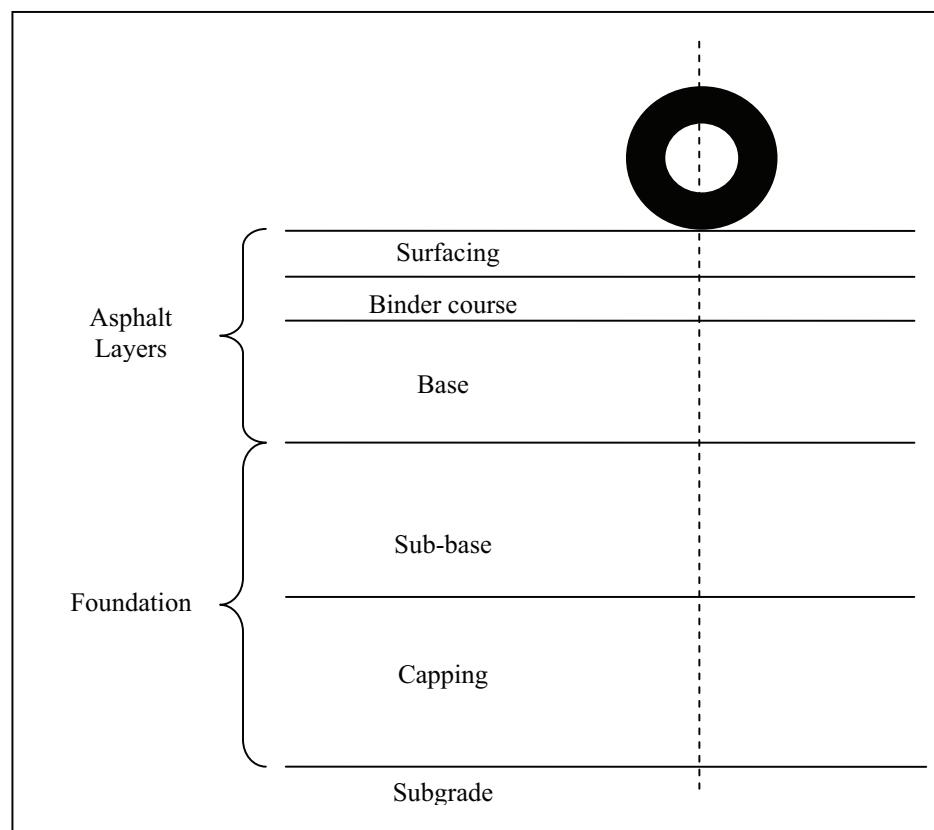 Surfacing
Binder course
Asphalt
Layers
Base
Sub-base
Foundation
Capping
Subgrade